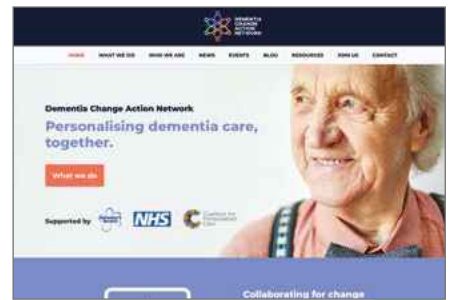 DEMENTIA
CHANGE
ACTION
NETWORK
HOME WHAT WE DO WHO WE ARE NEWS EVENTS BLOG RESOURCES JOIN US CONTACT
Dementia Change Action Network
Personalising dementia care,
together.
What we do
Supported by
NHS
Coalition for
Personalised
Care
Collaborating for change